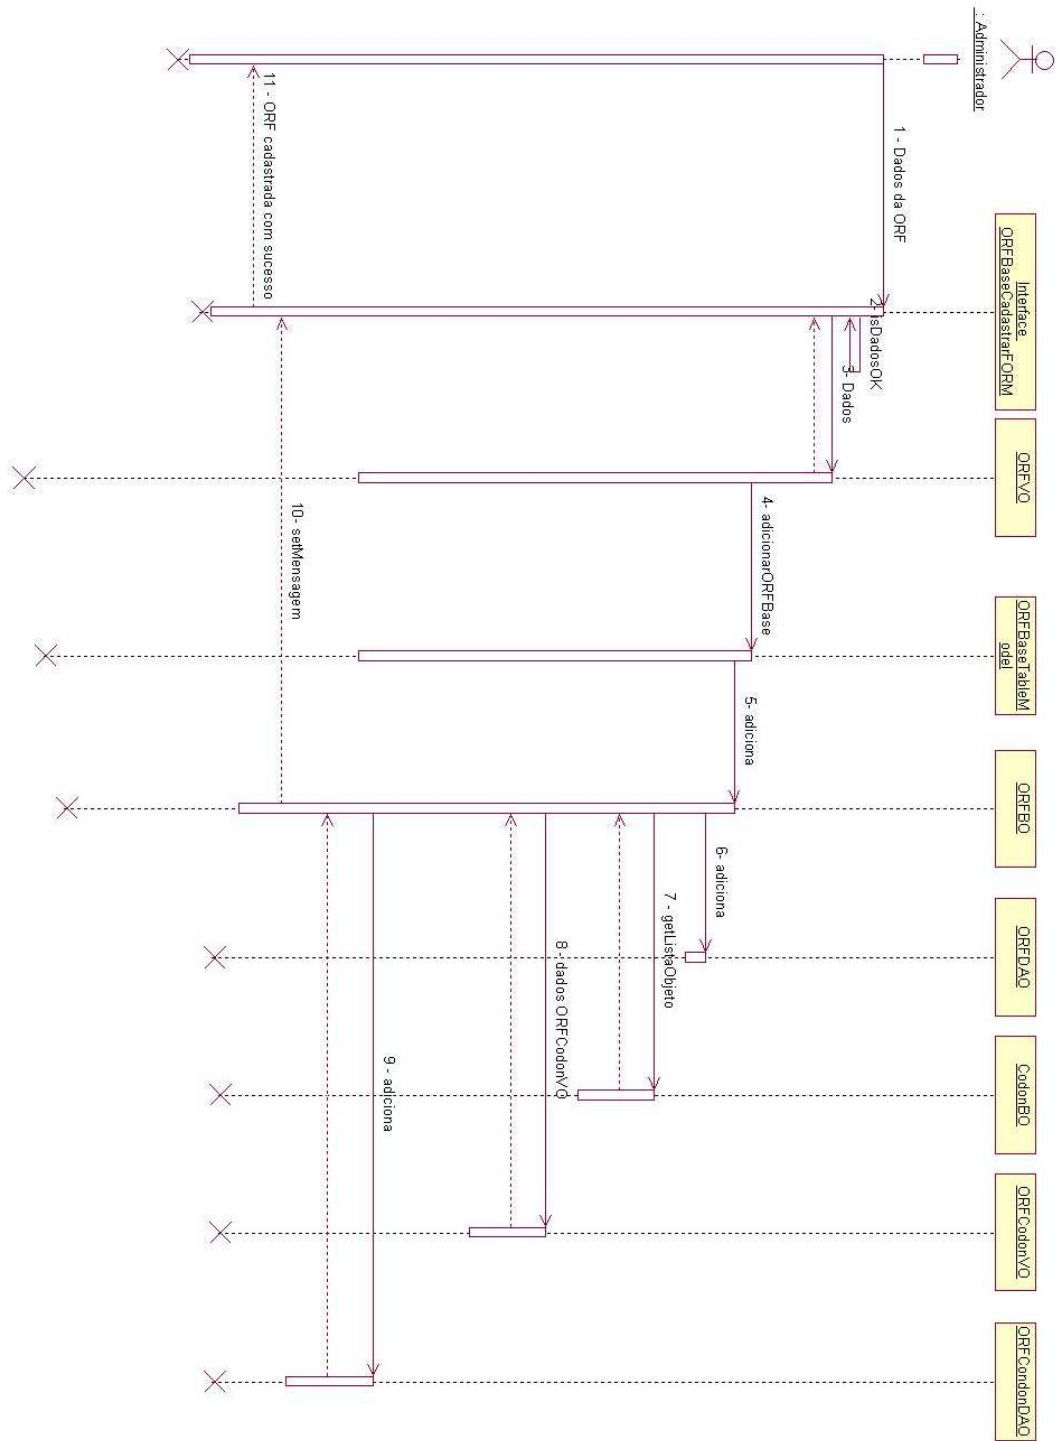 : Administrador
Interface
ORFBaseCadastrarFORM
ORFVO
ORFBaseTableM
odel
ORFBO
ORFDAO
CodonBO
ORFCodonVO
ORFCondonDAO
1 - Dados da ORF
2- isDadosOK
3- Dados
4- adicionarORFBase
5- adiciona
6- adiciona
7 - getListaObjeto
8 - dados ORFCodonVO
9 - adiciona
10- setMensagem
11 - ORF cadastrada com sucesso